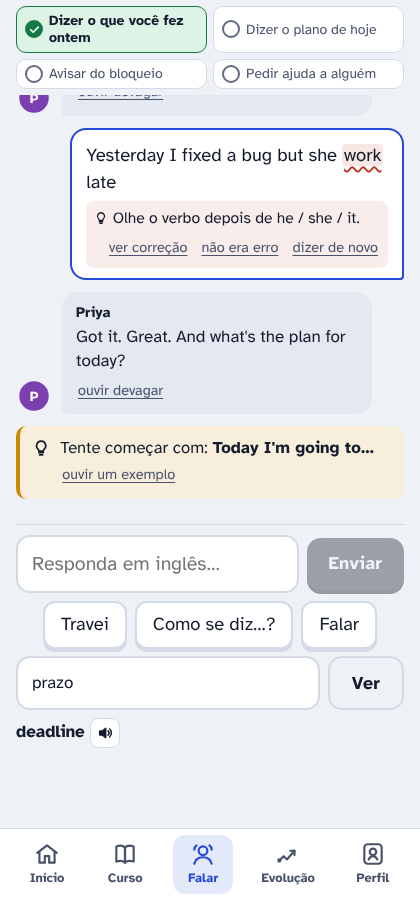 Dizer o que você fez
ontem
Dizer o plano de hoje
Avisar do bloqueio
Pedir ajuda a alguém
P
ouvir devagar
Yesterday I fixed a bug but she work
late
Olhe o verbo depois de he / she / it.
ver correção não era erro dizer de novo
Priya
Got it. Great. And what's the plan for
today?
ouvir devagar
P
Tente começar com: Today I'm going to...
ouvir um exemplo
Responda em inglês...
Enviar
Travei
Como se diz...?
Falar
prazo
Ver
deadline
Início
Curso
Falar
Evolução
Perfil